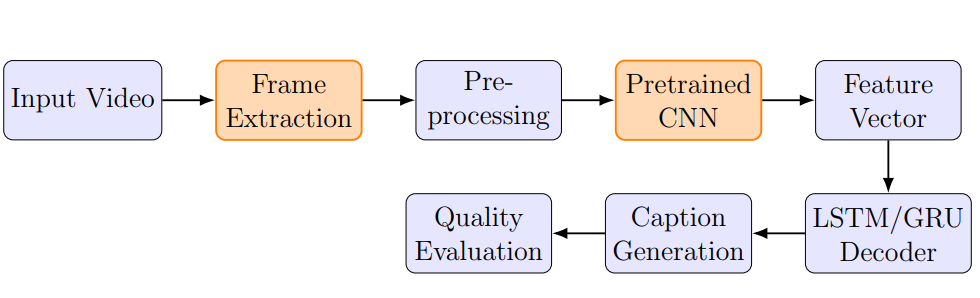 Input Video
Frame
Extraction
Pre-
processing
Pretrained
CNN
Feature
Vector
Quality
Evaluation
Caption
Generation
LSTM/GRU
Decoder